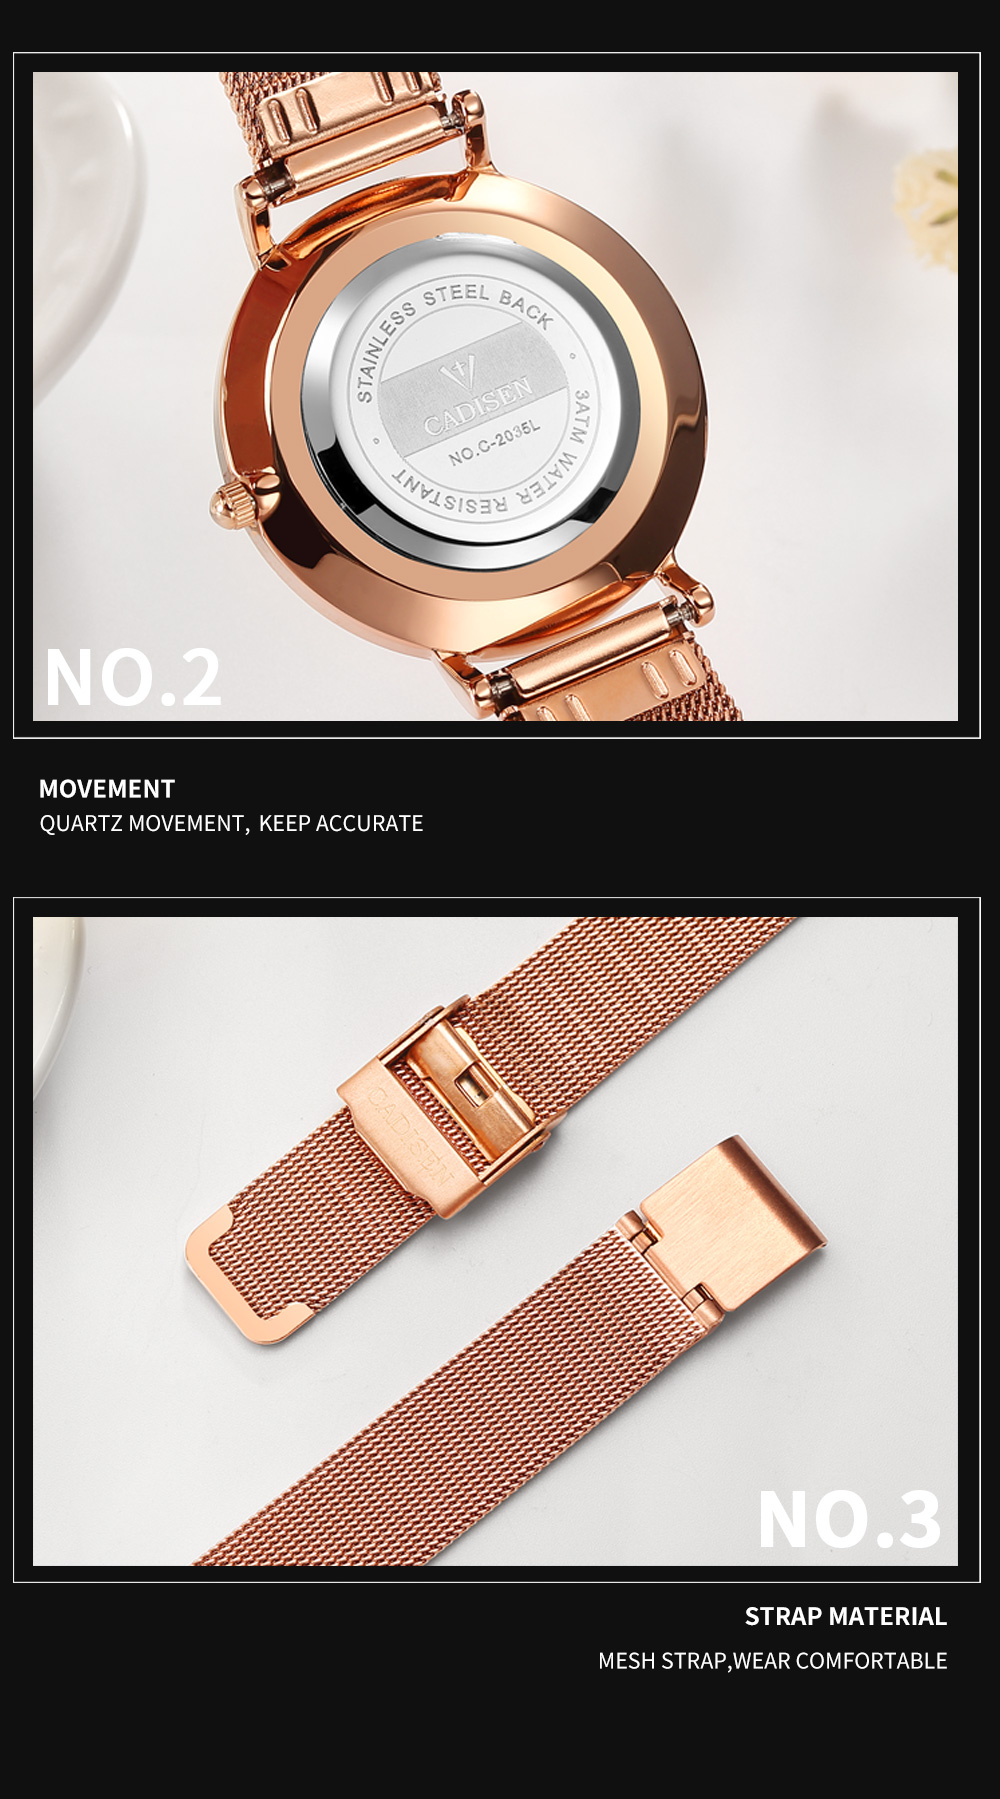 STAINLESS STEEL BACK
CADISEN
NO.C-2035L
3ATM WATER RESISTANT
NO.2
MOVEMENT
QUARTZ MOVEMENT, KEEP ACCURATE
CADISEN
NO.3
STRAP MATERIAL
MESH STRAP,WEAR COMFORTABLE